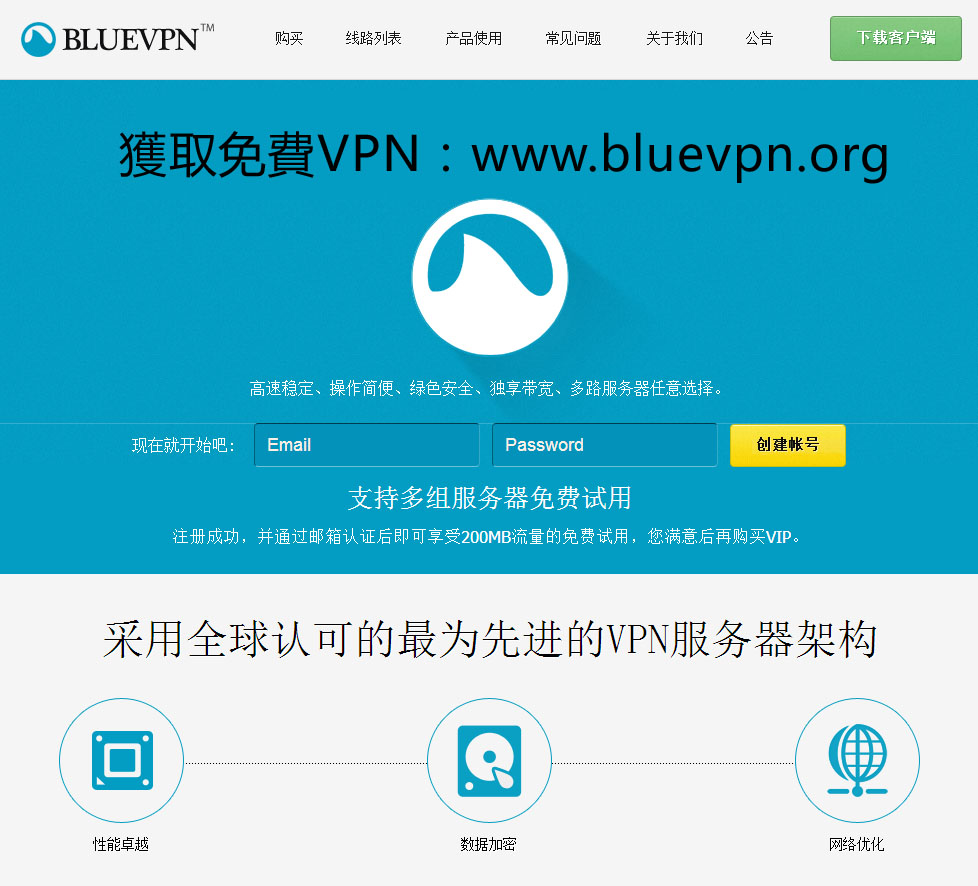 BLUEVPN™ 购买 线路列表 产品使用 常见问题 关于我们 公告 下载客户端
獲取免費VPN：www.bluevpn.org
高速稳定、操作简便、绿色安全、独享带宽、多路服务器任意选择。
现在就开始吧： Email Password 创建帐号
支持多组服务器免费试用
注册成功，并通过邮箱认证后即可享受200MB流量的免费试用，您满意后再购买VIP。
采用全球认可的最为先进的VPN服务器架构
性能卓越 数据加密 网络优化